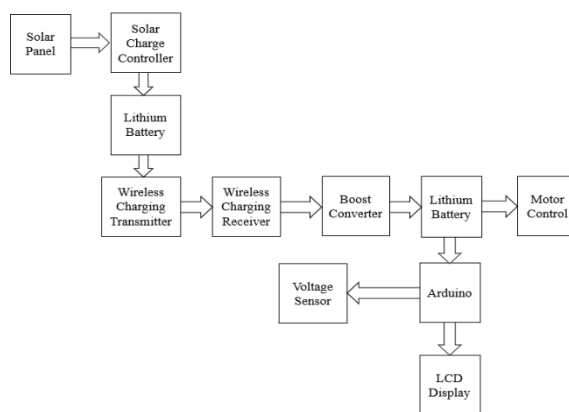 Solar
Panel
Solar
Charge
Controller
Lithium
Battery
Wireless
Charging
Transmitter
Wireless
Charging
Receiver
Boost
Converter
Lithium
Battery
Motor
Control
Voltage
Sensor
Arduino
LCD
Display